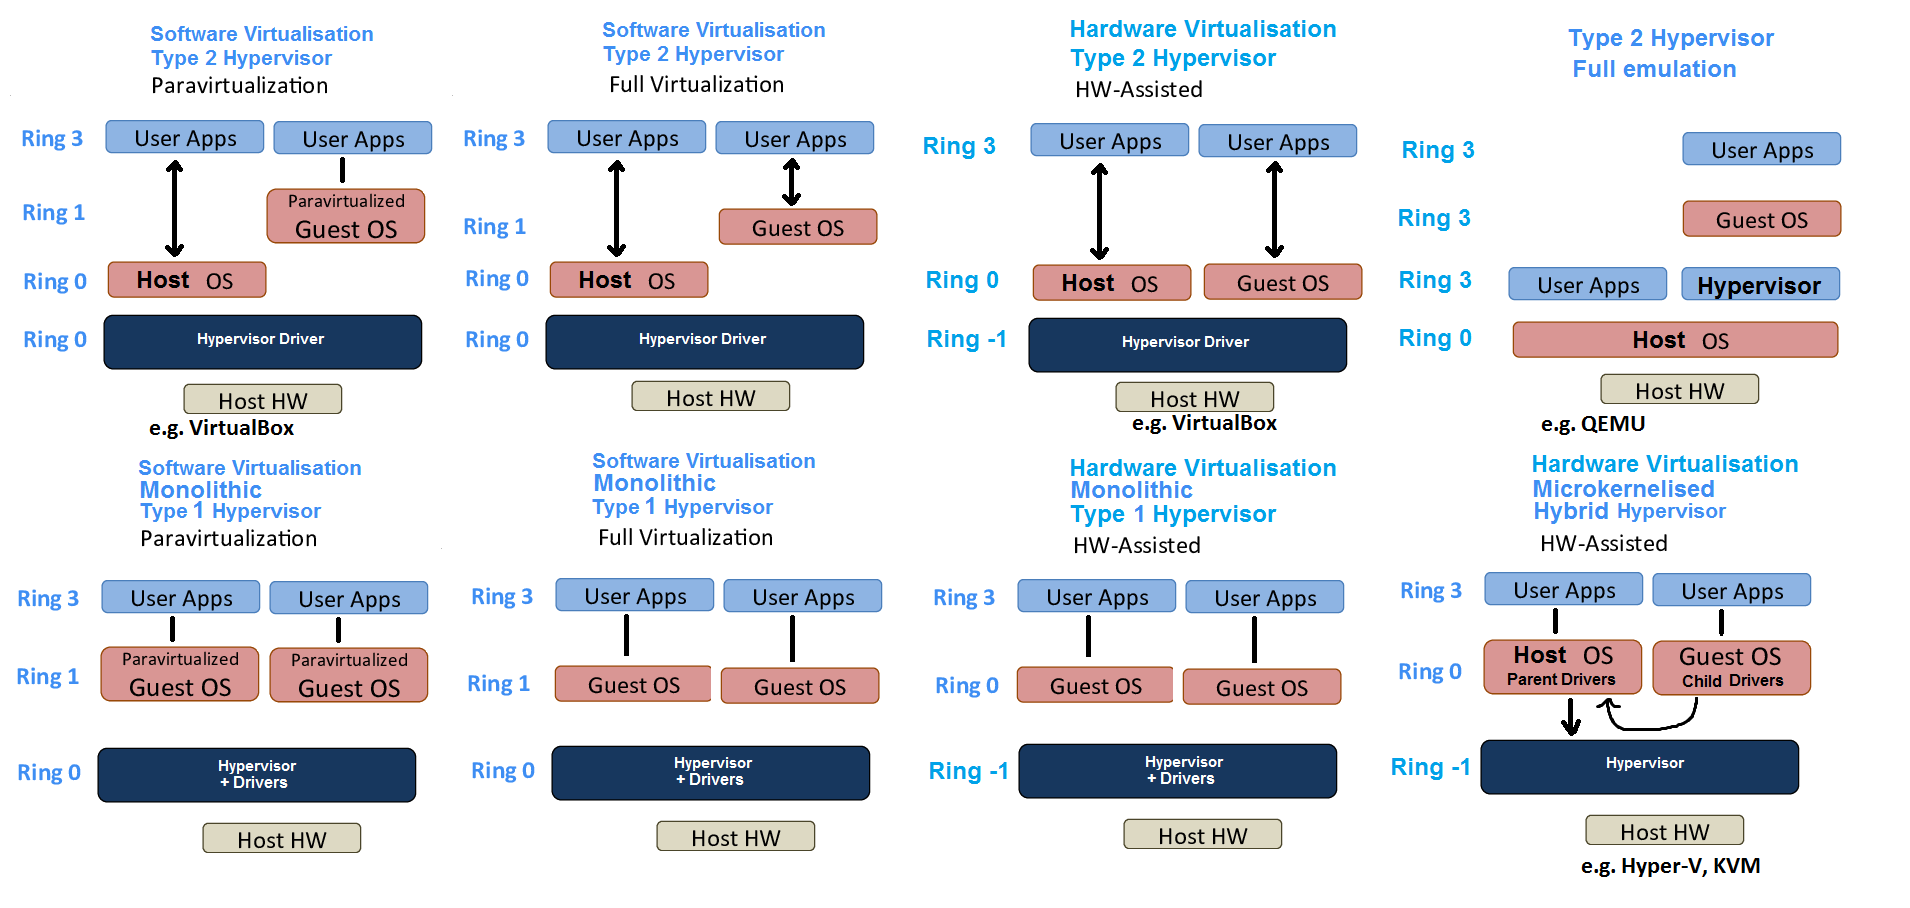 Software Virtualisation
Type 2 Hypervisor
Paravirtualization
Ring 3
User Apps
User Apps
Ring 1
Paravirtualized
Guest OS
Ring 0
Host OS
Ring 0
Hypervisor Driver
Host HW
e.g. VirtualBox
Software Virtualisation
Type 2 Hypervisor
Full Virtualization
Ring 3
User Apps
User Apps
Ring 1
Guest OS
Ring 0
Host OS
Ring 0
Hypervisor Driver
Host HW
Hardware Virtualisation
Type 2 Hypervisor
HW-Assisted
Ring 3
User Apps
User Apps
Ring 0
Host OS
Guest OS
Ring -1
Hypervisor Driver
Host HW
e.g. VirtualBox
Type 2 Hypervisor
Full emulation
Ring 3
User Apps
Ring 3
Guest OS
Ring 3
User Apps
Hypervisor
Ring 0
Host OS
Host HW
e.g. QEMU
Software Virtualisation
Monolithic
Type 1 Hypervisor
Paravirtualization
Ring 3
User Apps
User Apps
Ring 1
Paravirtualized
Guest OS
Paravirtualized
Guest OS
Ring 0
Hypervisor
+ Drivers
Host HW
Software Virtualisation
Monolithic
Type 1 Hypervisor
Full Virtualization
Ring 3
User Apps
User Apps
Ring 1
Guest OS
Guest OS
Ring 0
Hypervisor
+ Drivers
Host HW
Hardware Virtualisation
Monolithic
Type 1 Hypervisor
HW-Assisted
Ring 3
User Apps
User Apps
Ring 0
Guest OS
Guest OS
Ring -1
Hypervisor
+ Drivers
Host HW
Hardware Virtualisation
Microkernelised
Hybrid Hypervisor
HW-Assisted
Ring 3
User Apps
User Apps
Ring 0
Host OS
Parent Drivers
Guest OS
Child Drivers
Ring -1
Hypervisor
Host HW
e.g. Hyper-V, KVM